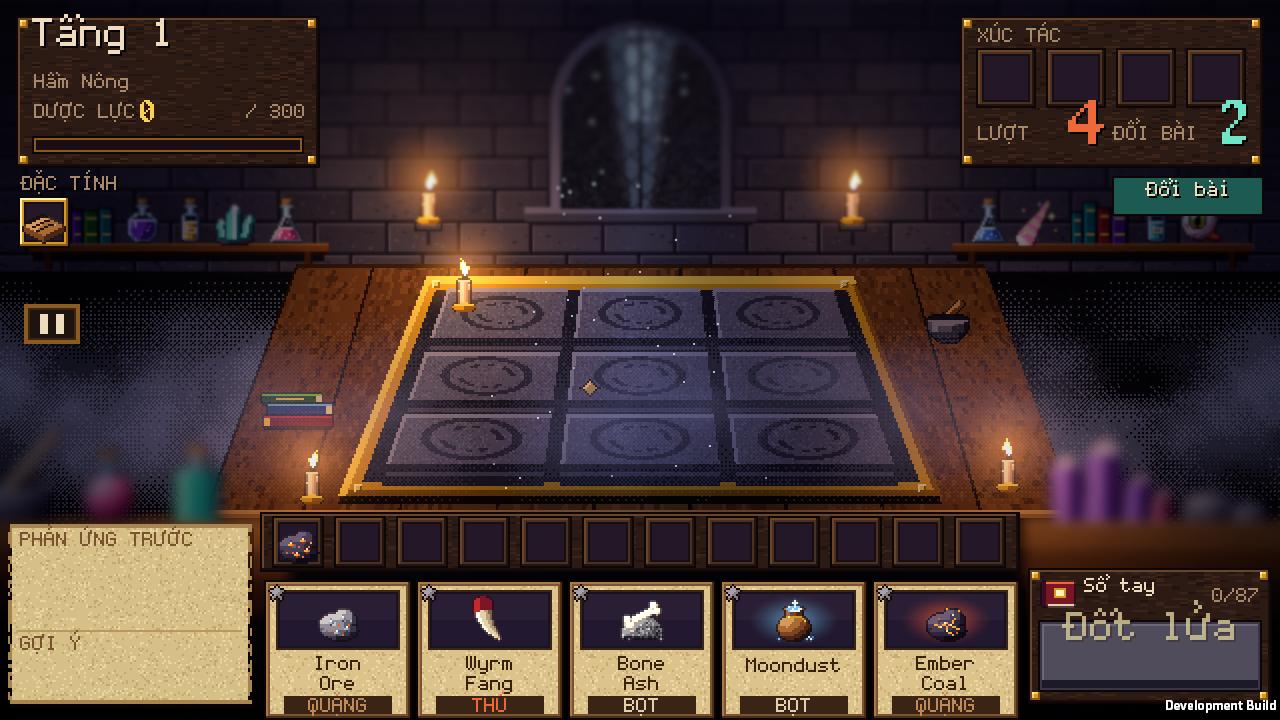 Tầng 1
Hầm Nông
DƯỢC LỰC 0 / 300
ĐẶC TÍNH
XÚC TÁC
LƯỢT 4 ĐỔI BÀI 2
Đổi bài
PHẢN ỨNG TRƯỚC
GỢI Ý
Iron
Ore
QUẶNG
Wyrm
Fang
THÚ
Bone
Ash
BỘT
Moondust
BỘT
Ember
Coal
QUẶNG
Sổ tay
0/87
Đốt lửa
Development Build